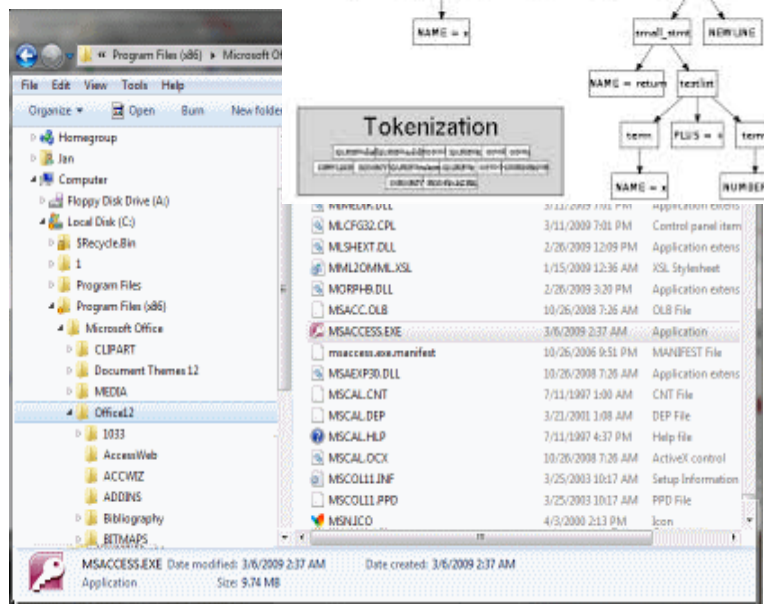 NAME = x
small_stmt NEWLINE
NAME = return testlist
term PLUS = + term
NAME = x NUMBER
Tokenization
« Program Files (x86) ▸ Microsoft Of
File Edit View Tools Help
Organize Open Burn New folder
Homegroup
Jan
Computer
Floppy Disk Drive (A:)
Local Disk (C:)
$Recycle.Bin
1
Program Files
Program Files (x86)
Microsoft Office
CLIPART
Document Themes 12
MEDIA
Office12
1033
AccessWeb
ACCWIZ
ADDINS
Bibliography
BITMAPS
3/11/2009 7:01 PM Application extens
MLCFG32.CPL 3/11/2009 7:01 PM Control panel item
MLSHEXT.DLL 2/26/2009 12:09 PM Application extens
MML2OMML.XSL 1/15/2009 12:36 AM XSL Stylesheet
MORPH9.DLL 2/26/2009 3:20 PM Application extens
MSACC.OLB 10/26/2008 7:26 AM OLB File
MSACCESS.EXE 3/6/2009 2:37 AM Application
msaccess.exe.manifest 10/26/2006 9:51 PM MANIFEST File
MSAEXP30.DLL 10/26/2008 7:26 AM Application extens
MSCAL.CNT 7/11/1997 1:00 AM CNT File
MSCAL.DEP 3/21/2001 1:08 AM DEP File
MSCAL.HLP 7/11/1997 4:37 PM Help file
MSCAL.OCX 10/26/2008 7:26 AM ActiveX control
MSCOL11.INF 3/25/2003 10:17 AM Setup Information
MSCOL11.PPD 3/25/2003 10:17 AM PPD File
MSN.ICO 4/3/2000 2:13 PM Icon
MSACCESS.EXE Date modified: 3/6/2009 2:37 AM Date created: 3/6/2009 2:37 AM
Application Size: 9.74 MB